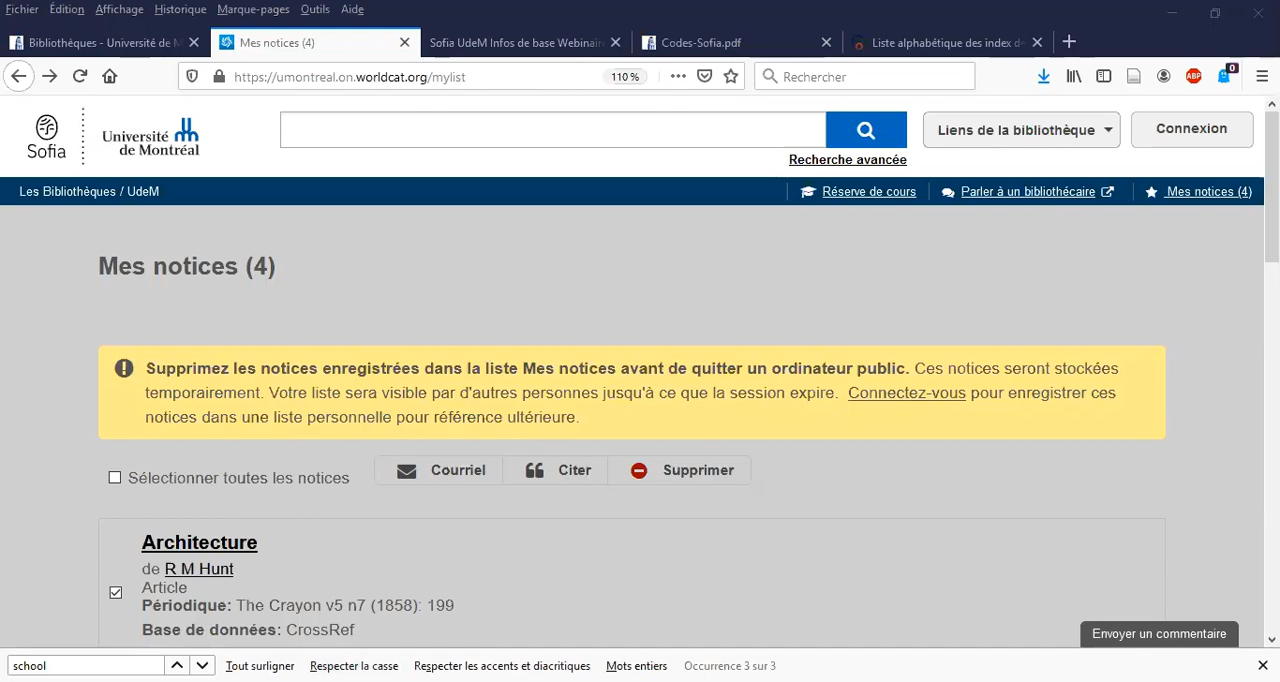 Fichier Édition Affichage Historique Marque-pages Outils Aide
Bibliothèques - Université de M
Mes notices (4)
Sofia UdeM Infos de base Webinair
Codes-Sofia.pdf
Liste alphabétique des index d
https://umontreal.on.worldcat.org/mylist
110 %
Rechercher
ABP
0
Sofia
Université de Montréal
Liens de la bibliothèque
Connexion
Recherche avancée
Les Bibliothèques / UdeM
Réserve de cours
Parler à un bibliothécaire
Mes notices (4)
Mes notices (4)
Supprimez les notices enregistrées dans la liste Mes notices avant de quitter un ordinateur public. Ces notices seront stockées
temporairement. Votre liste sera visible par d'autres personnes jusqu'à ce que la session expire. Connectez-vous pour enregistrer ces
notices dans une liste personnelle pour référence ultérieure.
Sélectionner toutes les notices
Courriel
Citer
Supprimer
Architecture
de R M Hunt
Article
Périodique: The Crayon v5 n7 (1858): 199
Base de données: CrossRef
Envoyer un commentaire
school
Tout surligner
Respecter la casse
Respecter les accents et diacritiques
Mots entiers
Occurrence 3 sur 3